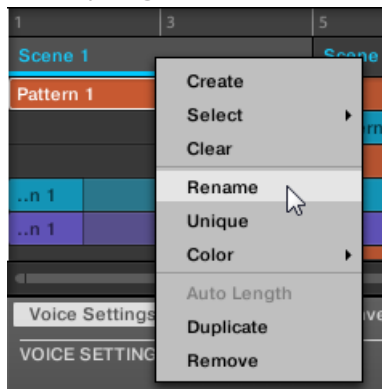 1 3 5
Scene 1 Scene
Pattern 1
Create
Select
Clear
Rename
..n 1
Unique
..n 1
Color
Auto Length
Voice Settings
Duplicate
VOICE SETTING
Remove